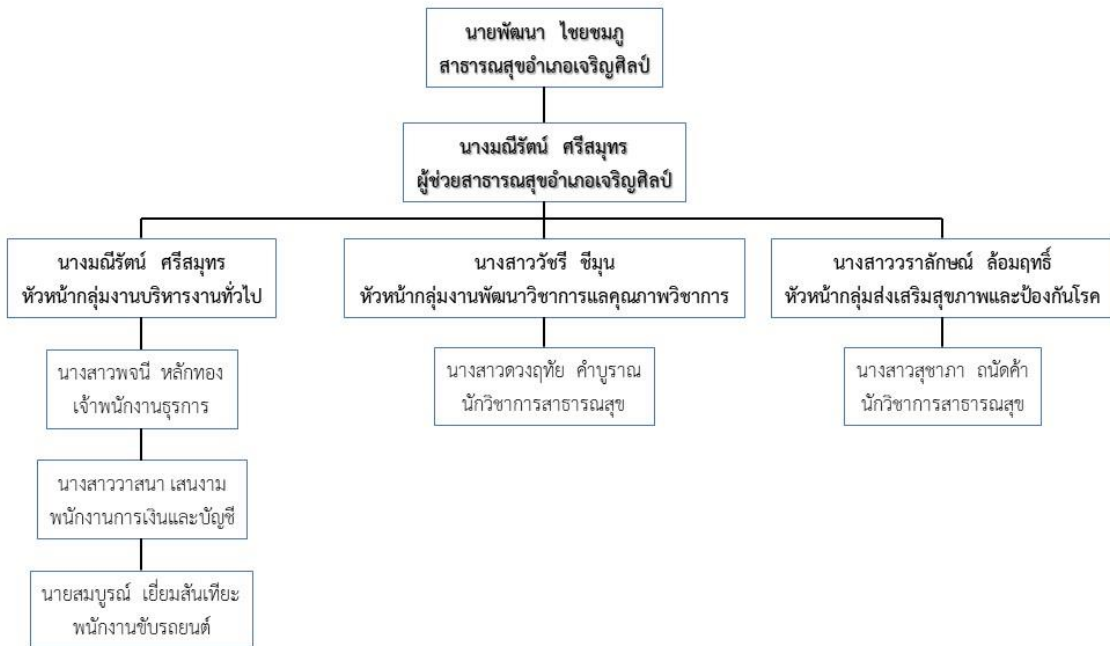 นายพัฒนา ไชยชมภู
สาธารณสุขอำเภอเจริญศิลป์
นางมณีรัตน์ ศรีสมุทร
ผู้ช่วยสาธารณสุขอำเภอเจริญศิลป์
นางมณีรัตน์ ศรีสมุทร
หัวหน้ากลุ่มงานบริหารงานทั่วไป
นางสาววัชรี ชีมุน
หัวหน้ากลุ่มงานพัฒนาวิชาการแลคุณภาพวิชาการ
นางสาววราลักษณ์ ล้อมฤทธิ์
หัวหน้ากลุ่มส่งเสริมสุขภาพและป้องกันโรค
นางสาวพจนี หลักทอง
เจ้าพนักงานธุรการ
นางสาวดวงฤทัย คำบูราณ
นักวิชาการสาธารณสุข
นางสาวสุชาภา ถนัดค้า
นักวิชาการสาธารณสุข
นางสาววาสนา เสนงาม
พนักงานการเงินและบัญชี
นายสมบูรณ์ เยี่ยมสันเทียะ
พนักงานขับรถยนต์